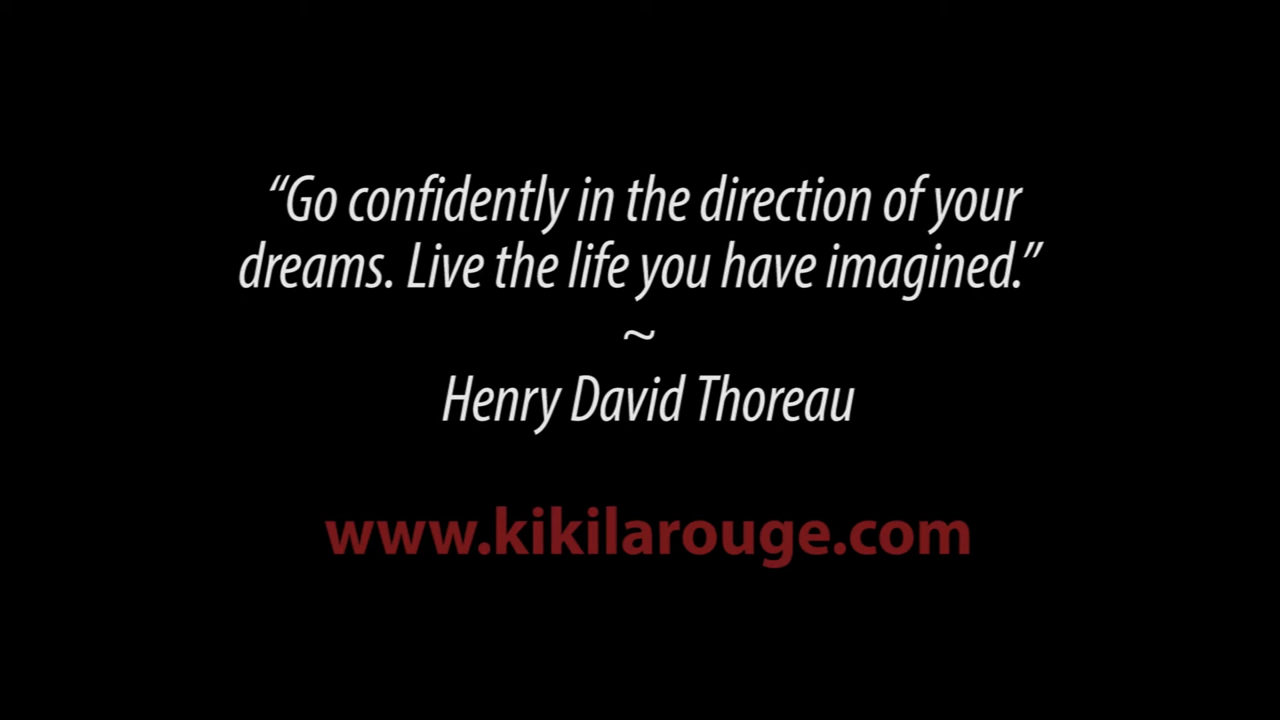 “Go confidently in the direction of your
dreams. Live the life you have imagined.”
~
Henry David Thoreau
www.kikilarouge.com